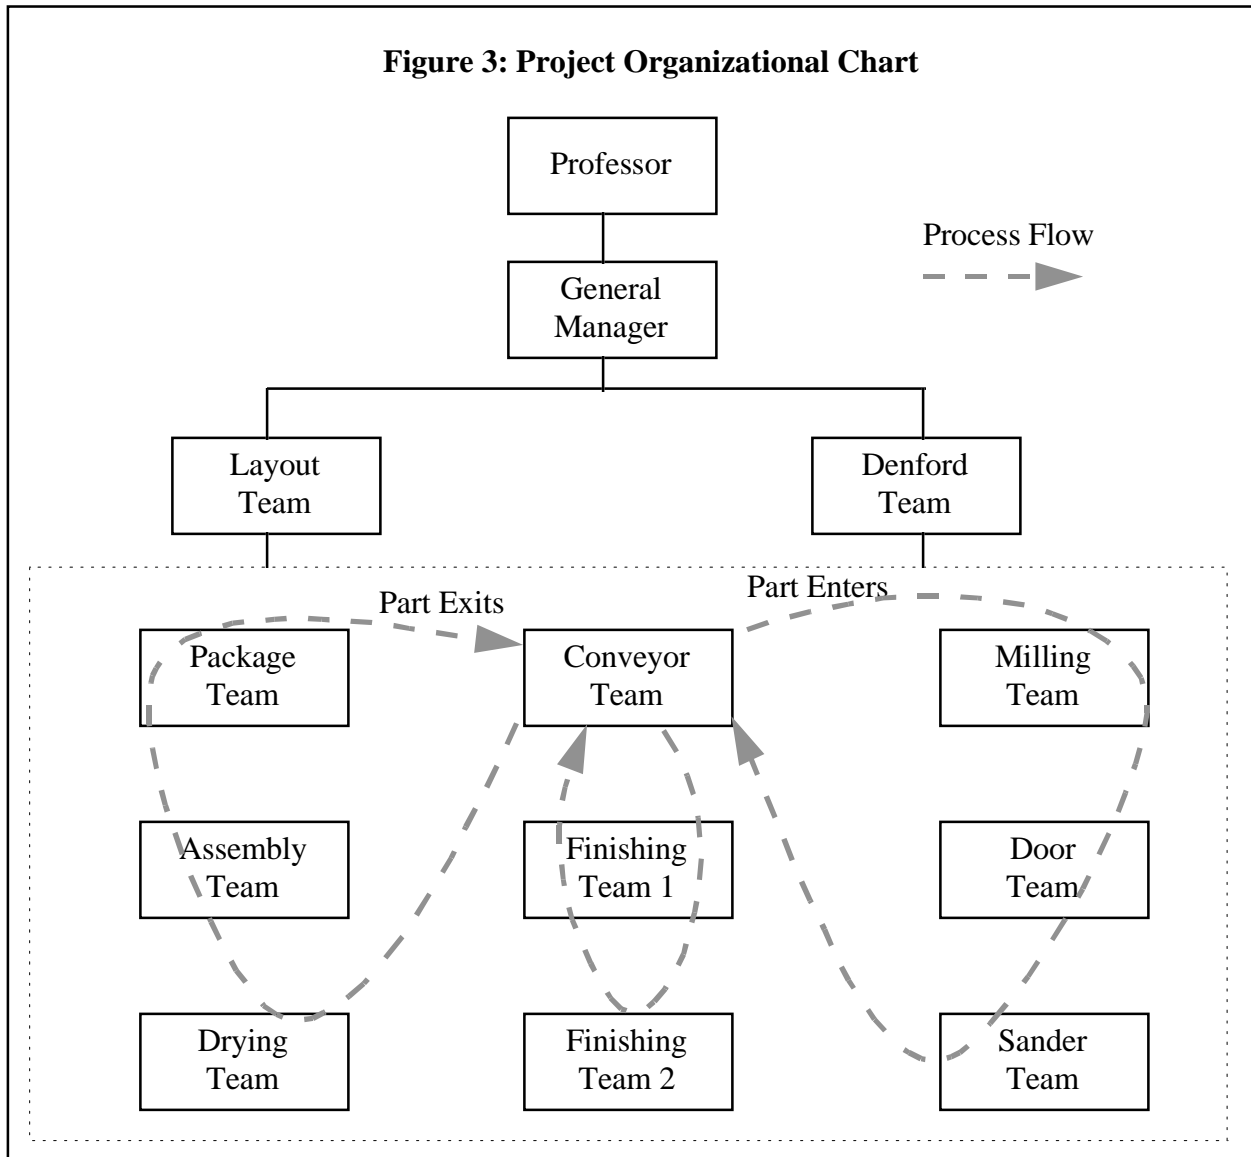 Figure 3: Project Organizational Chart
Professor
Process Flow
General
Manager
Layout
Team
Denford
Team
Part Exits
Part Enters
Package
Team
Conveyor
Team
Milling
Team
Assembly
Team
Finishing
Team 1
Door
Team
Drying
Team
Finishing
Team 2
Sander
Team